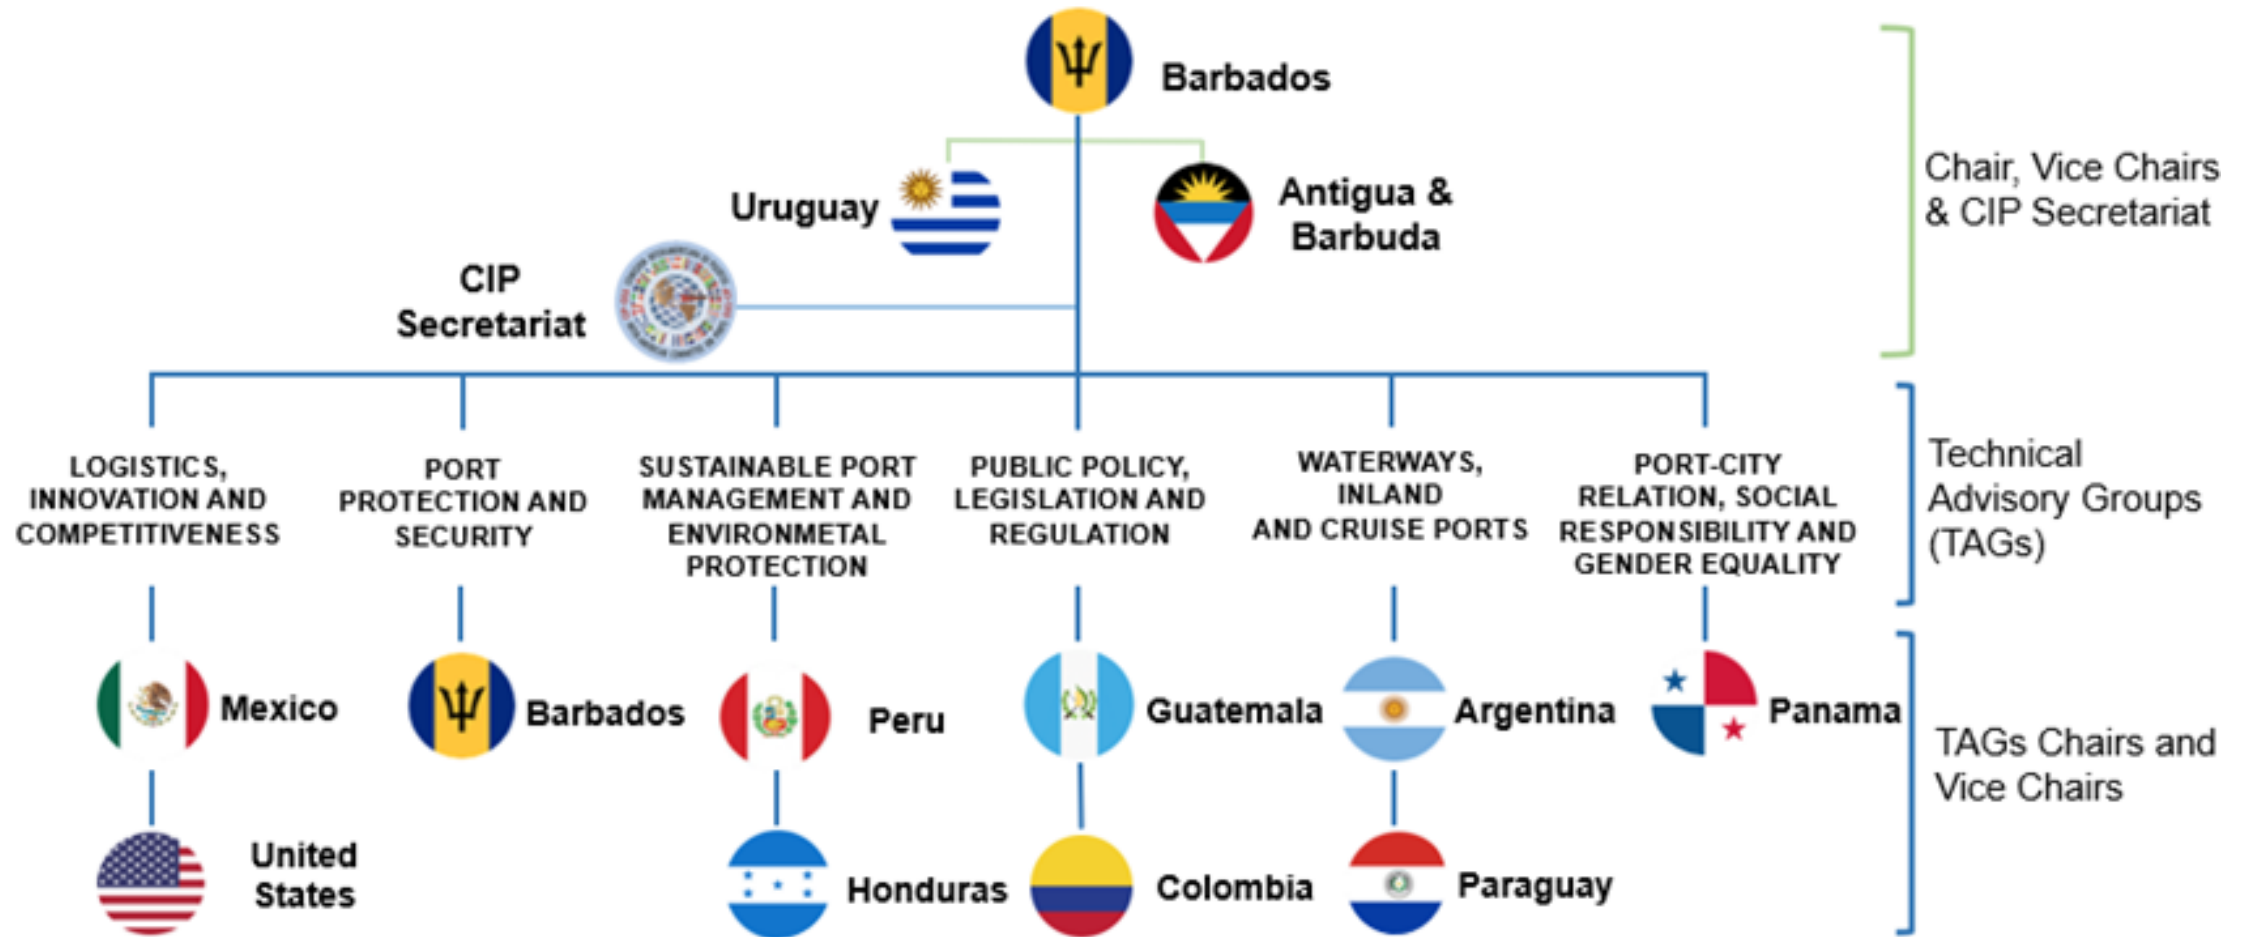 Barbados
Uruguay
Antigua &
Barbuda
CIP
Secretariat
Chair, Vice Chairs
& CIP Secretariat
LOGISTICS,
INNOVATION AND
COMPETITIVENESS
PORT
PROTECTION AND
SECURITY
SUSTAINABLE PORT
MANAGEMENT AND
ENVIRONMETAL
PROTECTION
PUBLIC POLICY,
LEGISLATION AND
REGULATION
WATERWAYS,
INLAND
AND CRUISE PORTS
PORT-CITY
RELATION, SOCIAL
RESPONSIBILITY AND
GENDER EQUALITY
Technical
Advisory Groups
(TAGs)
Mexico
Barbados
Peru
Guatemala
Argentina
Panama
TAGs Chairs and
Vice Chairs
United
States
Honduras
Colombia
Paraguay